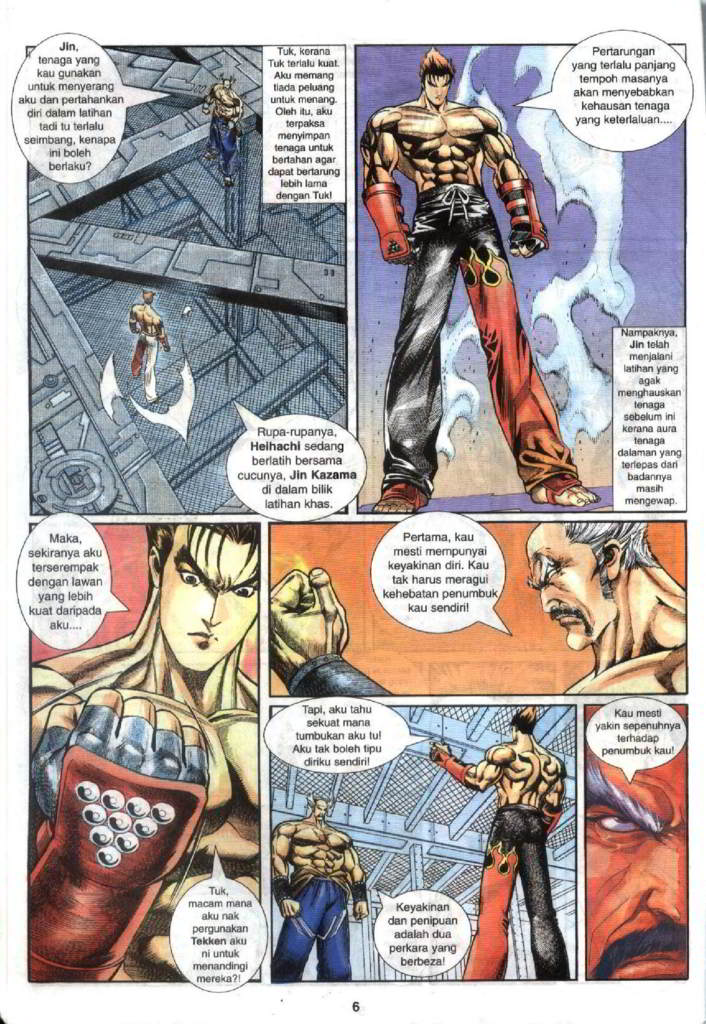 Jin,
tenaga yang
kau gunakan
untuk menyerang
aku dan pertahankan
diri dalam latihan
tadi tu terlalu
seimbang, kenapa
ini boleh
berlaku?
Tuk, kerana
Tuk terlalu kuat.
Aku memang
tiada peluang
untuk menang.
Oleh itu, aku
terpaksa
menyimpan
tenaga untuk
bertahan agar
dapat bertarung
lebih lama
dengan Tuk!
Rupa-rupanya,
Heihachi sedang
berlatih bersama
cucunya, Jin Kazama
di dalam bilik
latihan khas.
Pertarungan
yang terlalu panjang
tempoh masanya
akan menyebabkan
kehausan tenaga
yang keterlaluan....
Nampaknya,
Jin telah
menjalani
latihan yang
agak
menghauskan
tenaga
sebelum ini
kerana aura
tenaga
dalaman yang
terlepas dari
badannya
masih
mengewap.
Maka,
sekiranya aku
terserempak
dengan lawan
yang lebih
kuat daripada
aku....
Tuk,
macam mana
aku nak
pergunakan
Tekken aku
ni untuk
menandingi
mereka?!
Pertama, kau
mesti mempunyai
keyakinan diri. Kau
tak harus meragui
kehebatan penumbuk
kau sendiri!
Tapi, aku tahu
sekuat mana
tumbukan aku tu!
Aku tak boleh tipu
diriku sendiri!
Keyakinan
dan penipuan
adalah dua
perkara yang
berbeza!
Kau mesti
yakin sepenuhnya
terhadap
penumbuk kau!
6